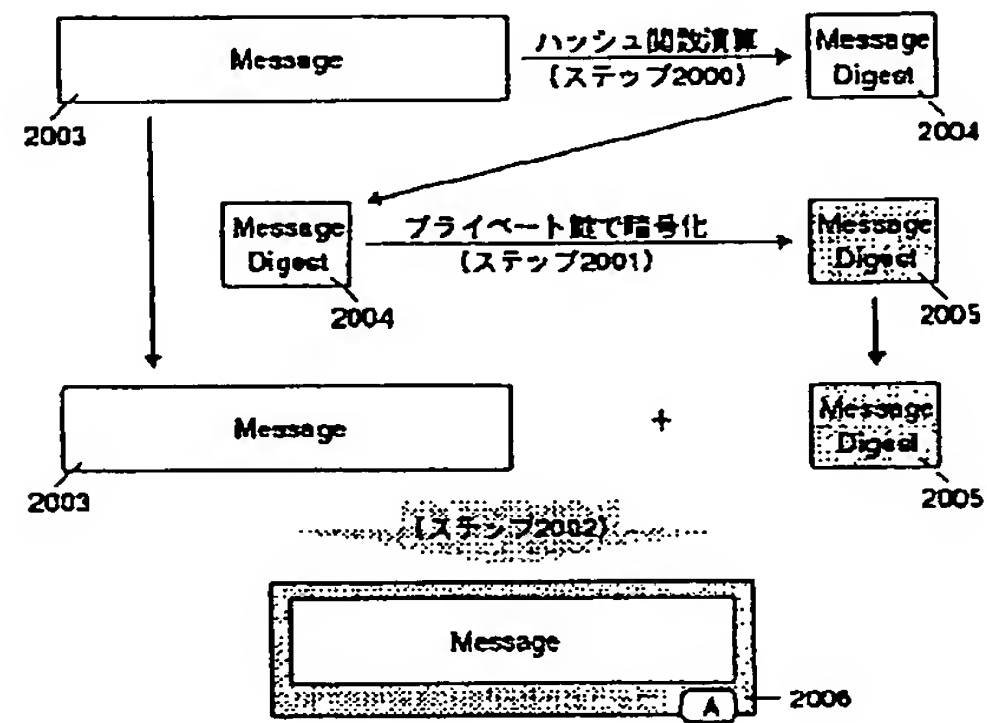 Message
ハッシュ関数演算
(ステップ2000)
Message
Digest
2003
2004
Message
Digest
プライベート鍵で暗号化
(ステップ2001)
Message
Digest
2004
2005
Message
+
Message
Digest
2003
2005
(ステップ2002)
Message
A
2006